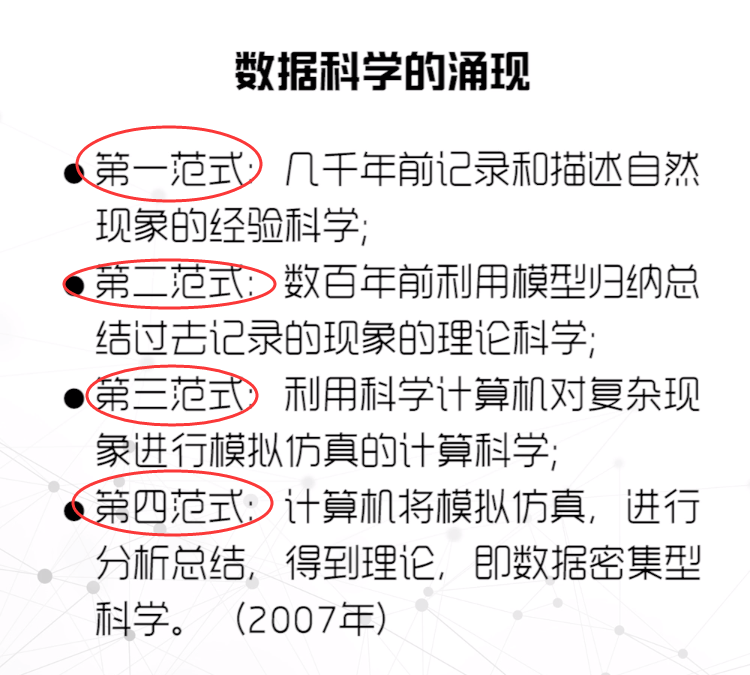 数据科学的涌现
●第一范式：几千年前记录和描述自然
现象的经验科学;
●第二范式：数百年前利用模型归纳总
结过去记录的现象的理论科学;
●第三范式：利用科学计算机对复杂现
象进行模拟仿真的计算科学;
●第四范式：计算机将模拟仿真，进行
分析总结，得到理论，即数据密集型
科学。（2007年）